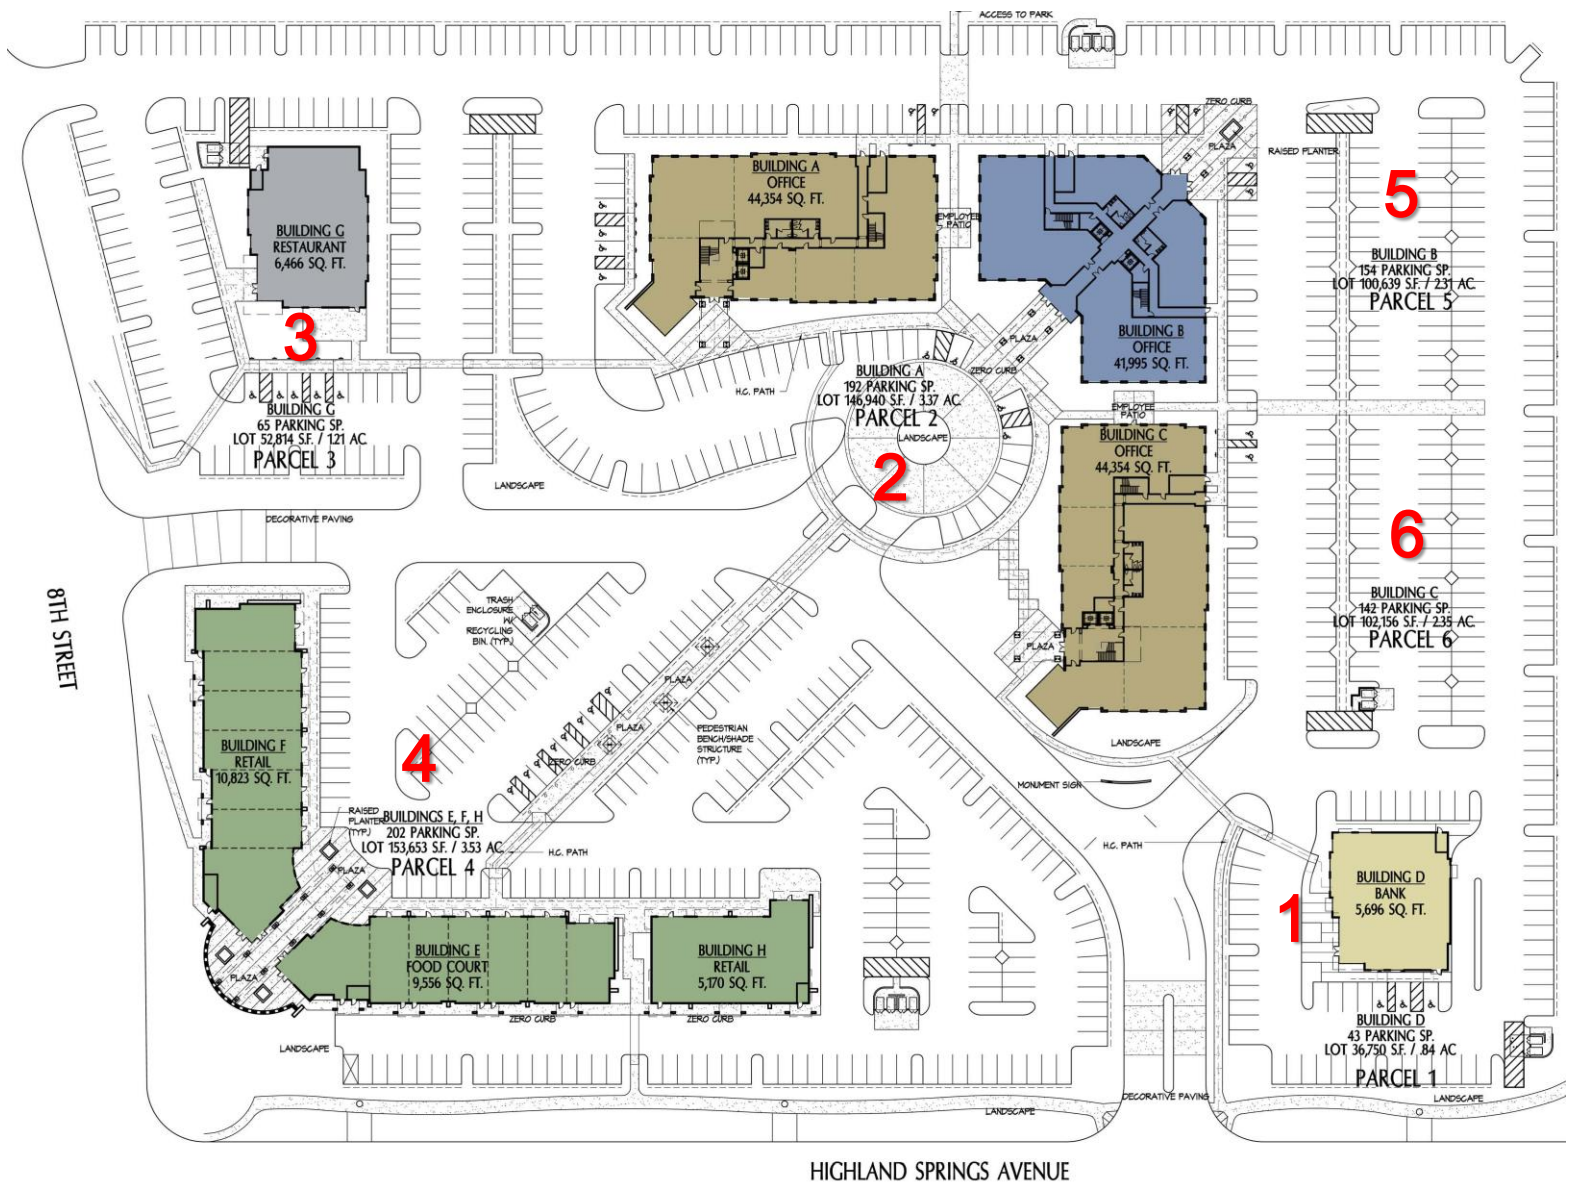 ACCESS TO PARK
ZERO CURB
PLAZA
RAISED PLANTER
5
BUILDING B
154 PARKING SP.
LOT 100,639 S.F. / 2.31 AC.
PARCEL 5
BUILDING A
OFFICE
44,354 SQ. FT.
EMPLOYEE
PATIO
BUILDING B
OFFICE
41,995 SQ. FT.
BUILDING G
RESTAURANT
6,466 SQ. FT.
3
BUILDING G
65 PARKING SP.
LOT 52,814 S.F. / 1.21 AC
PARCEL 3
H.C. PATH
PLAZA
ZERO CURB
BUILDING A
192 PARKING SP.
LOT 146,940 S.F. / 3.37 AC.
PARCEL 2
LANDSCAPE
2
EMPLOYEE
PATIO
BUILDING C
OFFICE
44,354 SQ. FT.
LANDSCAPE
DECORATIVE PAVING
6
BUILDING C
142 PARKING SP.
LOT 102,156 S.F. / 2.35 AC.
PARCEL 6
8TH STREET
TRASH
ENCLOSURE
W/
RECYCLING
BIN. (TYP.)
PLAZA
PLAZA
PLAZA
ZERO CURB
PEDESTRIAN
BENCH/SHADE
STRUCTURE
(TYP.)
LANDSCAPE
MONUMENT SIGN
BUILDING F
RETAIL
10,823 SQ. FT.
4
RAISED
PLANTER
(TYP.)
BUILDINGS E, F, H
202 PARKING SP.
LOT 153,653 S.F. / 3.53 AC
PARCEL 4
H.C. PATH
H.C. PATH
PLAZA
PLAZA
1
BUILDING D
BANK
5,696 SQ. FT.
BUILDING E
FOOD COURT
9,556 SQ. FT.
BUILDING H
RETAIL
5,170 SQ. FT.
ZERO CURB
ZERO CURB
BUILDING D
43 PARKING SP.
LOT 36,750 S.F. / .84 AC
PARCEL 1
LANDSCAPE
DECORATIVE PAVING
LANDSCAPE
LANDSCAPE
HIGHLAND SPRINGS AVENUE